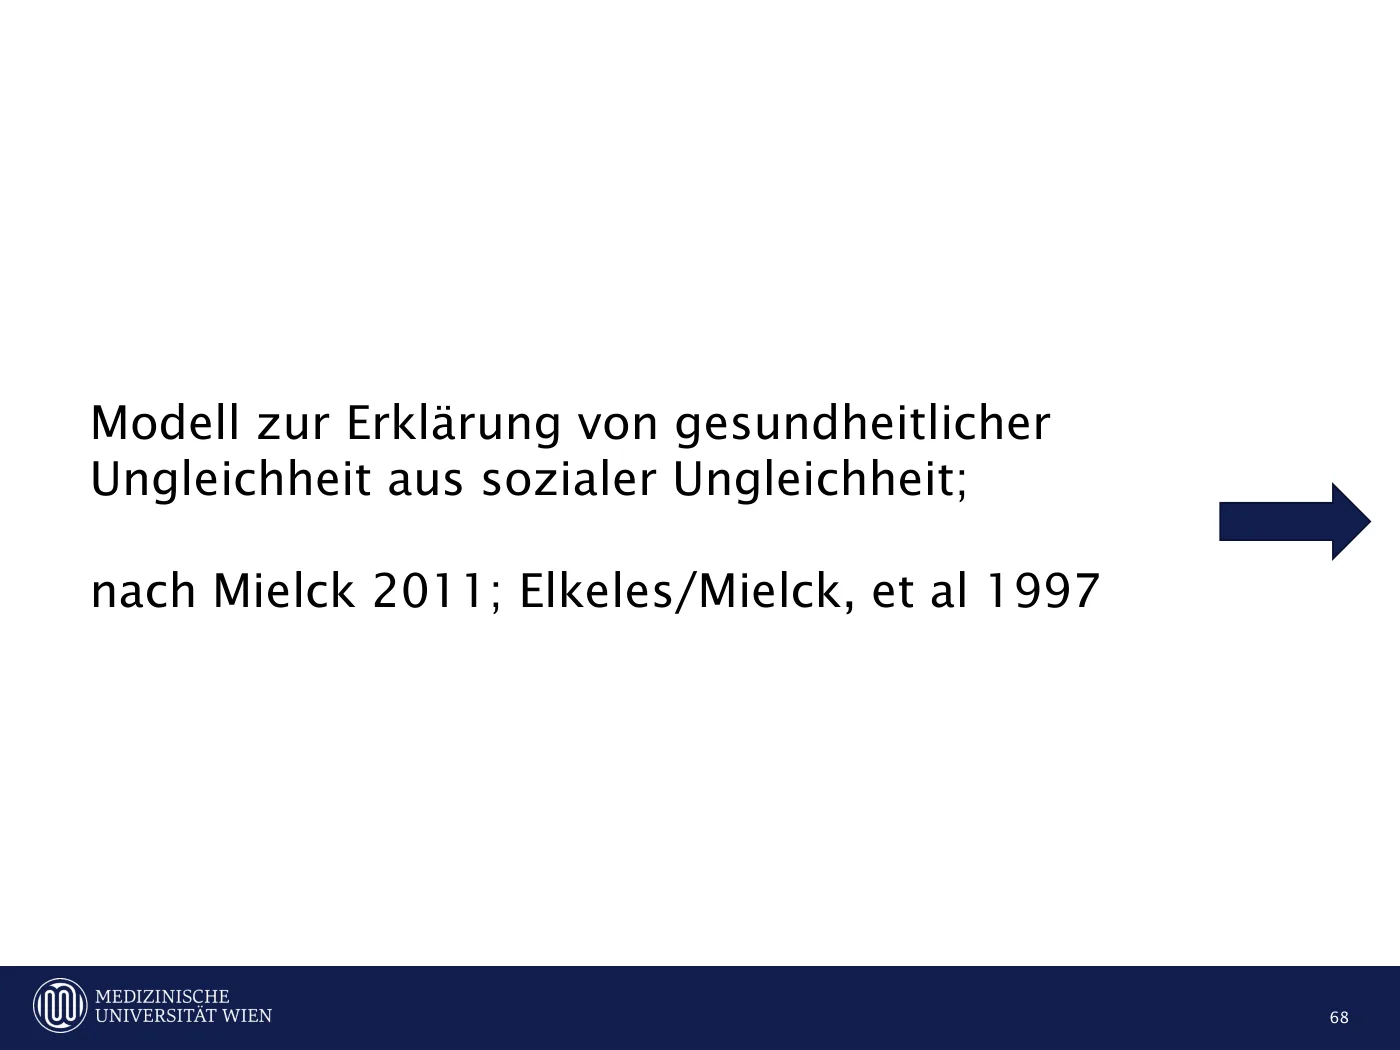 Modell zur Erklärung von gesundheitlicher
Ungleichheit aus sozialer Ungleichheit;
nach Mielck 2011; Elkeles/Mielck, et al 1997
MEDIZINISCHE
UNIVERSITÄT WIEN
68